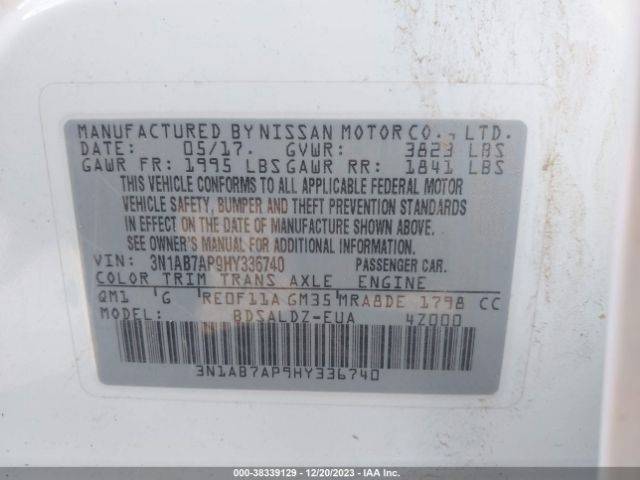 MANUFACTURED BY NISSAN MOTOR CO., LTD.
DATE: 05/17. GVWR: 3823 LBS
GAWR FR: 1995 LBS GAWR RR: 1841 LBS
THIS VEHICLE CONFORMS TO ALL APPLICABLE FEDERAL MOTOR
VEHICLE SAFETY, BUMPER AND THEFT PREVENTION STANDARDS
IN EFFECT ON THE DATE OF MANUFACTURE SHOWN ABOVE.
SEE OWNER'S MANUAL FOR ADDITIONAL INFORMATION.
VIN: 3N1AB7AP9HY336740 PASSENGER CAR.
COLOR TRIM TRANS AXLE ENGINE
QM1 'G RE0F11A GM35 MRA8DE 1798 CC
MODEL: BDSALDZ-EUA 4Z000
3N1AB7AP9HY336740
000-38339129 - 12/20/2023 - IAA Inc.